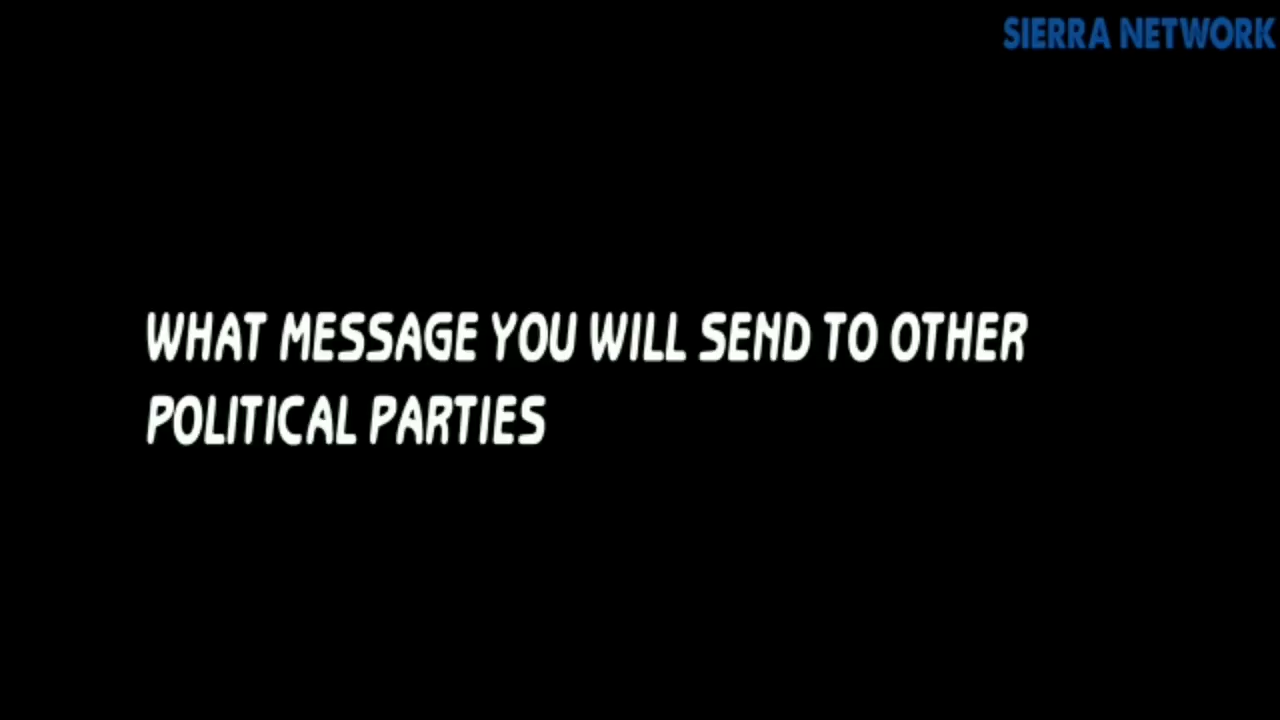 SIERRA NETWORK
WHAT MESSAGE YOU WILL SEND TO OTHER
POLITICAL PARTIES